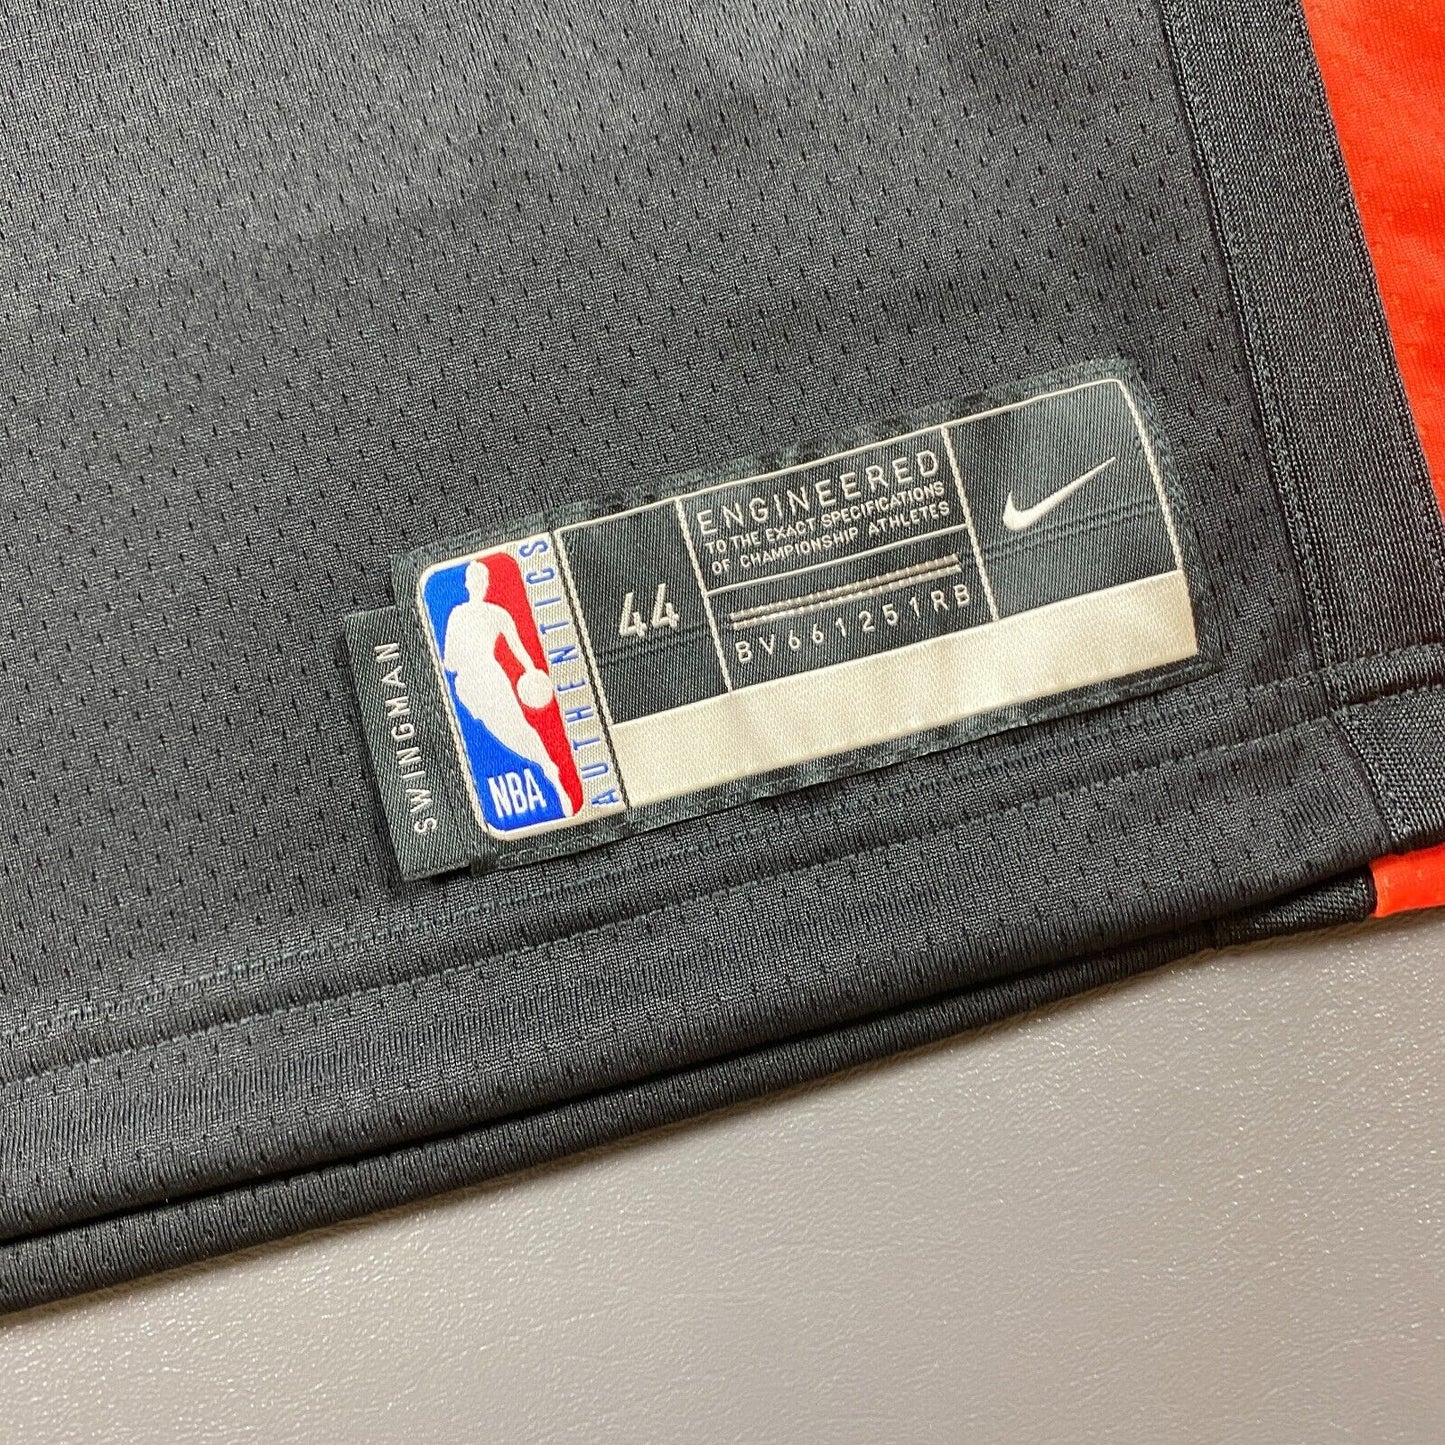 SWINGMAN
NBA
AUTHENTICS
44
ENGINEERED
TO THE EXACT SPECIFICATIONS
OF CHAMPIONSHIP ATHLETES
BV661251RB